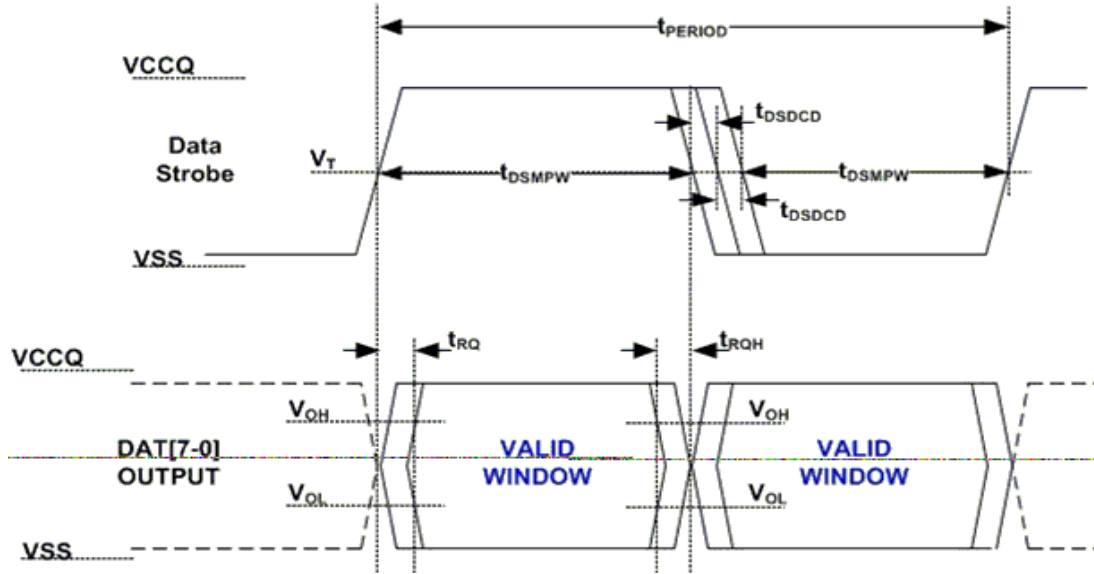 tPERIOD
VCCQ
tDSDCD
Data
Strobe
VT
tDSMPW
tDSMPW
tDSDCD
VSS
tRQ
tRQH
VCCQ
VOH
VOH
DAT[7-0]
OUTPUT
VALID
WINDOW
VALID
WINDOW
VOL
VOL
VSS